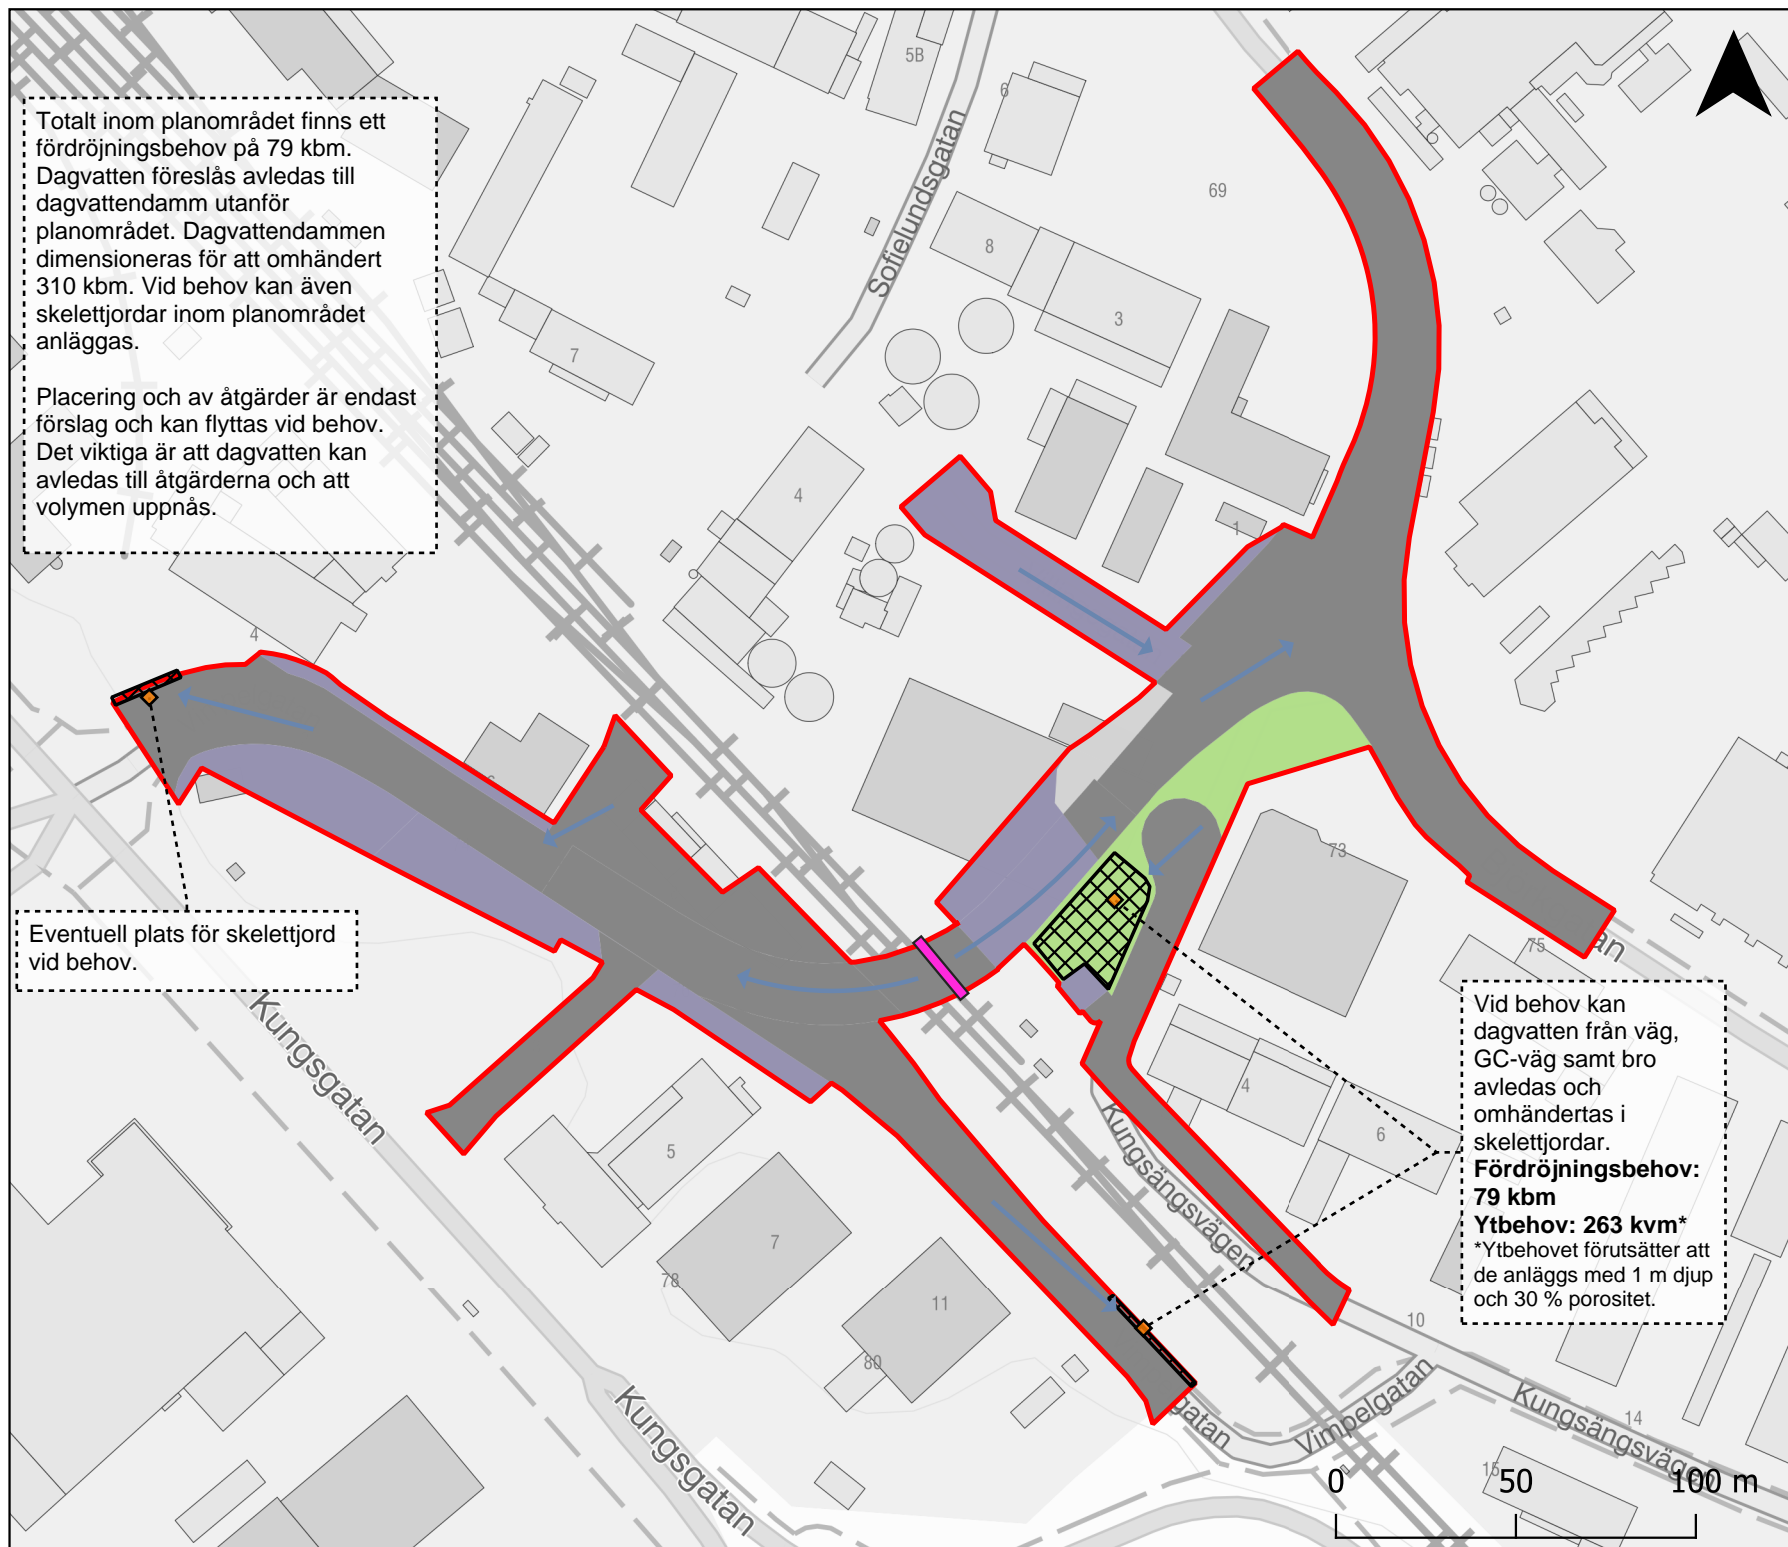 Totalt inom planområdet finns ett
fördröjningsbehov på 79 kbm.
Dagvatten föreslås avledas till
dagvattendamm utanför
planområdet. Dagvattendammen
dimensioneras för att omhändert
310 kbm. Vid behov kan även
skelettjordar inom planområdet
anläggas.
Placering och av åtgärder är endast
förslag och kan flyttas vid behov.
Det viktiga är att dagvatten kan
avledas till åtgärderna och att
volymen uppnås.
5B
6
Sofielundsgatan
69
8
3
7
4
1
4
73
75
an
Eventuell plats för skelettjord
vid behov.
Kungsgatan
Vid behov kan
dagvatten från väg,
GC-väg samt bro
avledas och
omhändertas i
skelettjordar.
Fördröjningsbehov:
79 kbm
Ytbehov: 263 kvm*
*Ytbehovet förutsätter att
de anläggs med 1 m djup
och 30 % porositet.
4
6
Kungsängsvägen
5
7
78
11
80
10
gatan
Vimpelgatan
Kungsängsvägen
14
15
Kungsgatan
0 50 100 m